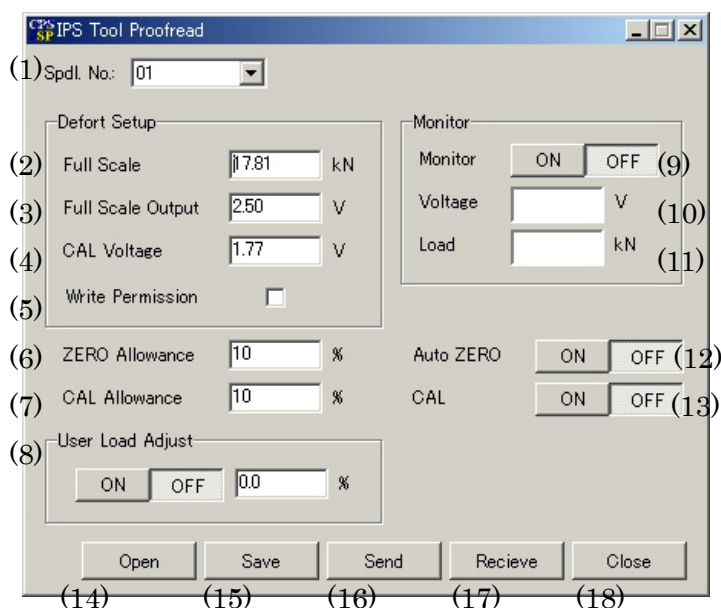 CPS SP IPS Tool Proofread
(1) Spdl. No.: 01
Defort Setup
(2) Full Scale 17.81 kN
(3) Full Scale Output 2.50 V
(4) CAL Voltage 1.77 V
(5) Write Permission
Monitor
Monitor ON OFF (9)
Voltage V (10)
Load kN (11)
(6) ZERO Allowance 10 %
(7) CAL Allowance 10 %
Auto ZERO ON OFF (12)
CAL ON OFF (13)
(8) User Load Adjust
ON OFF 0.0 %
Open Save Send Recieve Close
(14) (15) (16) (17) (18)